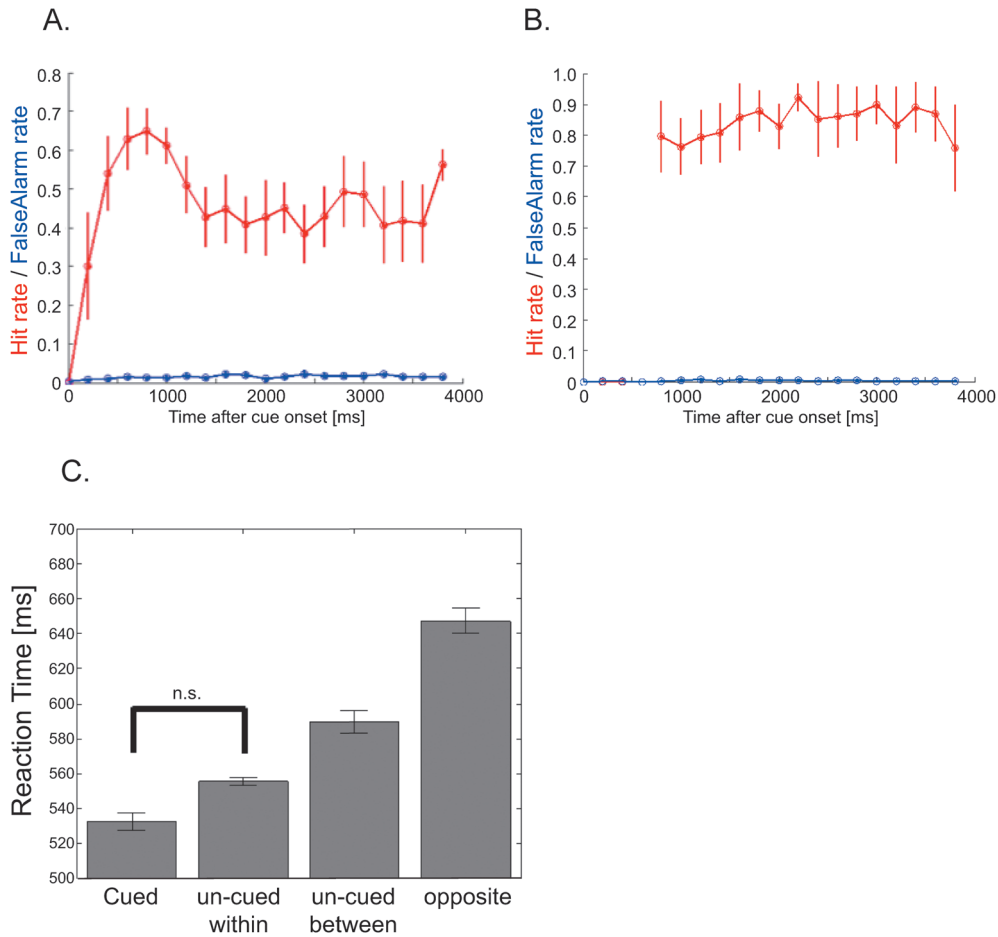 A.
Hit rate / FalseAlarm rate
0.8
0.7
0.6
0.5
0.4
0.3
0.2
0.1
0
0 1000 2000 3000 4000
Time after cue onset [ms]
B.
Hit rate / FalseAlarm rate
1.0
0.9
0.8
0.7
0.6
0.5
0.4
0.3
0.2
0.1
0
0 1000 2000 3000 4000
Time after cue onset [ms]
C.
Reaction Time [ms]
700
680
660
640
620
600
580
560
540
520
500
n.s.
Cued un-cued un-cued opposite
within between